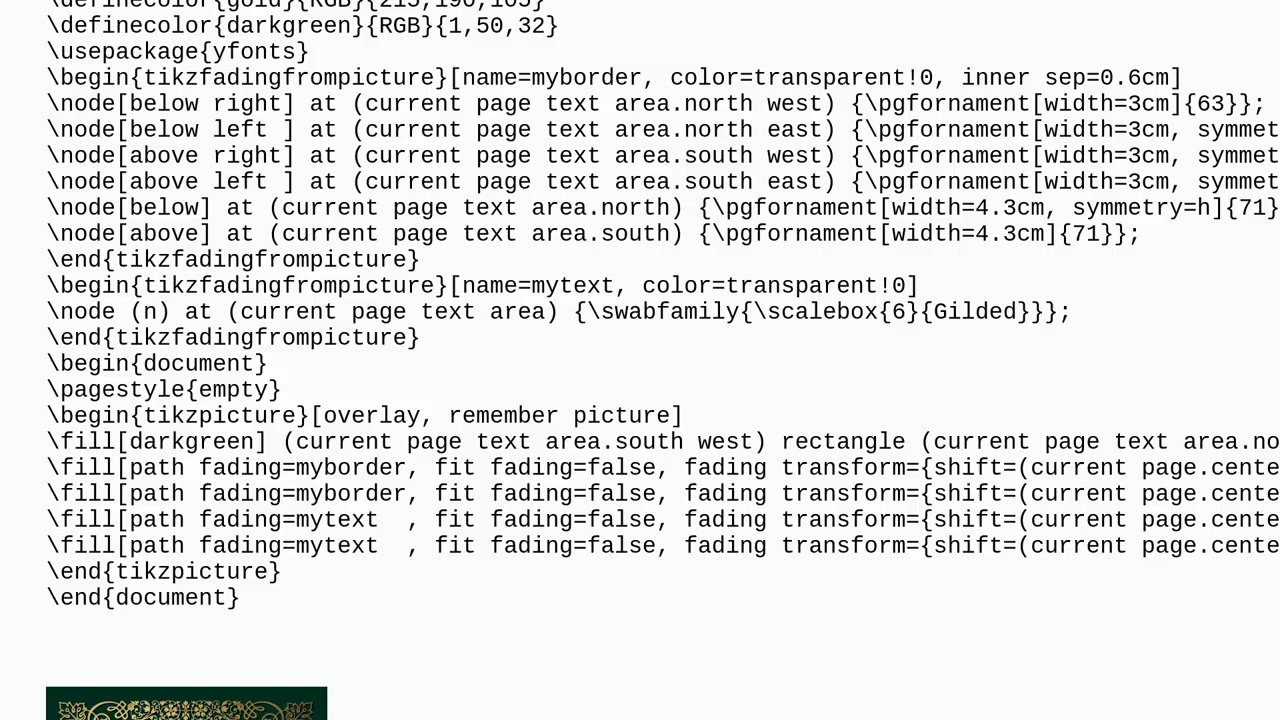 \definecolor{gold}{RGB}{215,190,105}
\definecolor{darkgreen}{RGB}{1,50,32}
\usepackage{yfonts}
\begin{tikzfadingfrompicture}[name=myborder, color=transparent!0, inner sep=0.6cm]
\node[below right] at (current page text area.north west) {\pgfornament[width=3cm]{63}};
\node[below left ] at (current page text area.north east) {\pgfornament[width=3cm, symmet
\node[above right] at (current page text area.south west) {\pgfornament[width=3cm, symmet
\node[above left ] at (current page text area.south east) {\pgfornament[width=3cm, symmet
\node[below] at (current page text area.north) {\pgfornament[width=4.3cm, symmetry=h]{71}
\node[above] at (current page text area.south) {\pgfornament[width=4.3cm]{71}};
\end{tikzfadingfrompicture}
\begin{tikzfadingfrompicture}[name=mytext, color=transparent!0]
\node (n) at (current page text area) {\swabfamily{\scalebox{6}{Gilded}}};
\end{tikzfadingfrompicture}
\begin{document}
\pagestyle{empty}
\begin{tikzpicture}[overlay, remember picture]
\fill[darkgreen] (current page text area.south west) rectangle (current page text area.no
\fill[path fading=myborder, fit fading=false, fading transform={shift=(current page.cente
\fill[path fading=myborder, fit fading=false, fading transform={shift=(current page.cente
\fill[path fading=mytext  , fit fading=false, fading transform={shift=(current page.cente
\fill[path fading=mytext  , fit fading=false, fading transform={shift=(current page.cente
\end{tikzpicture}
\end{document}